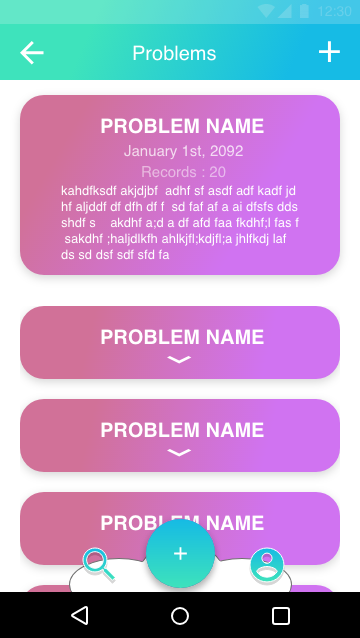 12:30
Problems
PROBLEM NAME
January 1st, 2092
Records : 20
kahdfksdf akjdjbf adhf sf asdf adf kadf jd
hf aljddf df dfh df f sd faf af a ai dfsfs dds
shdf s akdhf a;d a df afd faa fkdhf;l fas f
sakdhf ;haljdlkfh ahlkjfl;kdjfl;a jhlfkdj laf
ds sd dsf sdf sfd fa
PROBLEM NAME
PROBLEM NAME
PROBLEM NAME